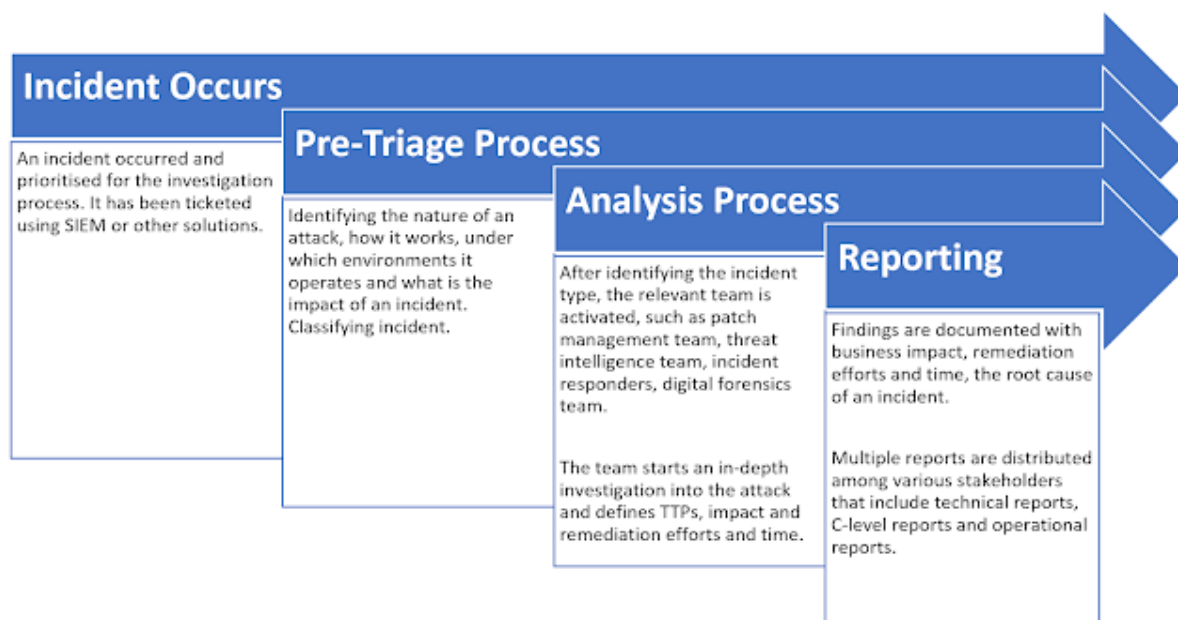 Incident Occurs
An incident occurred and
prioritised for the investigation
process. It has been ticketed
using SIEM or other solutions.
Pre-Triage Process
Identifying the nature of an
attack, how it works, under
which environments it
operates and what is the
impact of an incident.
Classifying incident.
Analysis Process
After identifying the incident
type, the relevant team is
activated, such as patch
management team, threat
intelligence team, incident
responders, digital forensics
team.
The team starts an in-depth
investigation into the attack
and defines TTPs, impact and
remediation efforts and time.
Reporting
Findings are documented with
business impact, remediation
efforts and time, the root cause
of an incident.
Multiple reports are distributed
among various stakeholders
that include technical reports,
C-level reports and operational
reports.